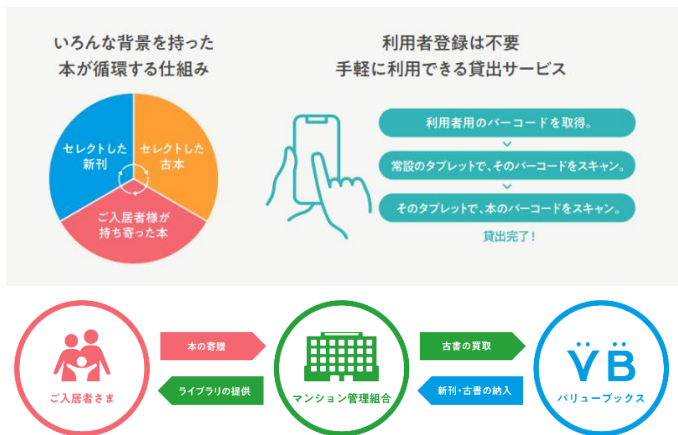 いろんな背景を持った
本が循環する仕組み
セレクトした
新刊
セレクトした
古本
ご入居者様が
持ち寄った本
利用者登録は不要
手軽に利用できる貸出サービス
利用者用のバーコードを取得。
常設のタブレットで、そのバーコードをスキャン。
そのタブレットで、本のバーコードをスキャン。
貸出完了!
ご入居者さま
本の寄贈
ライブラリの提供
マンション管理組合
古書の買取
新刊・古書の納入
VB
バリューブックス